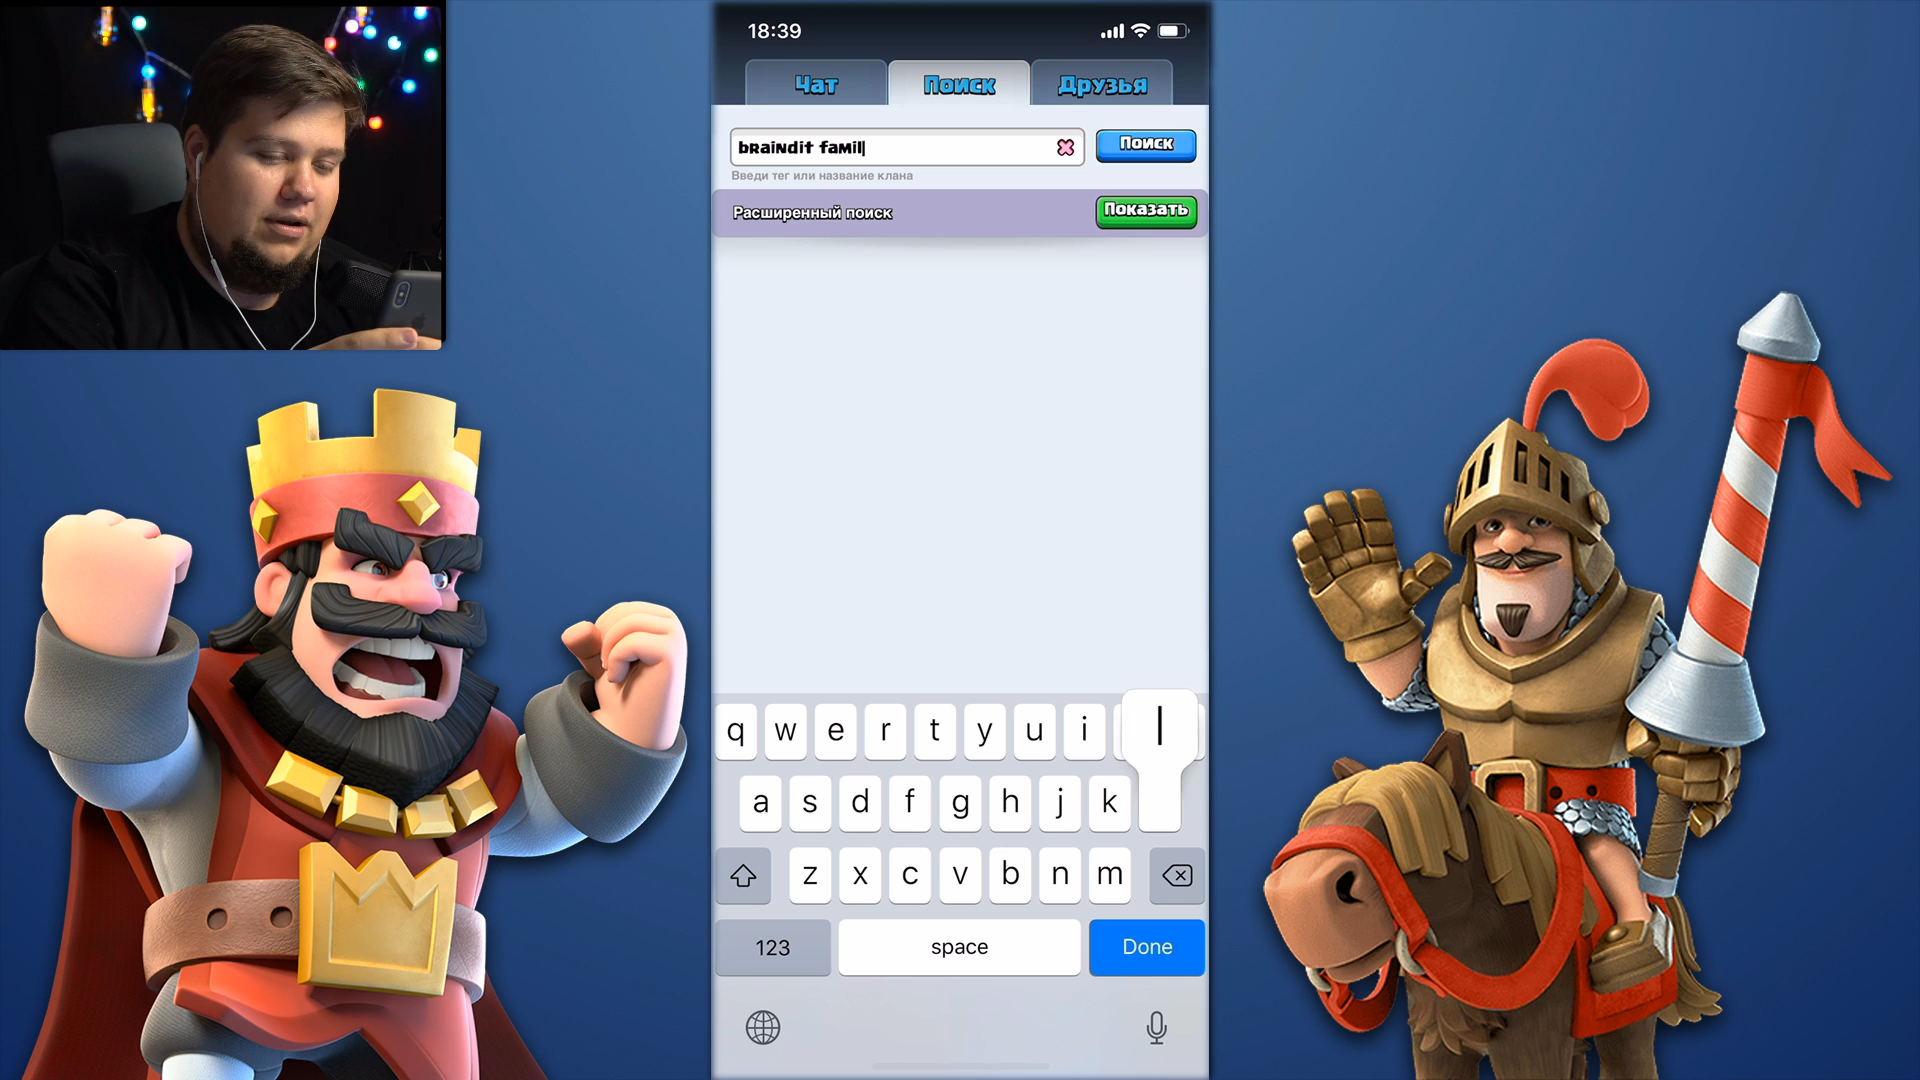 18:39
Чат
Поиск
Друзья
braindit famil
Поиск
Введи тег или название клана
Расширенный поиск
Показать
q w e r t y u i l
a s d f g h j k
z x c v b n m
123
space
Done